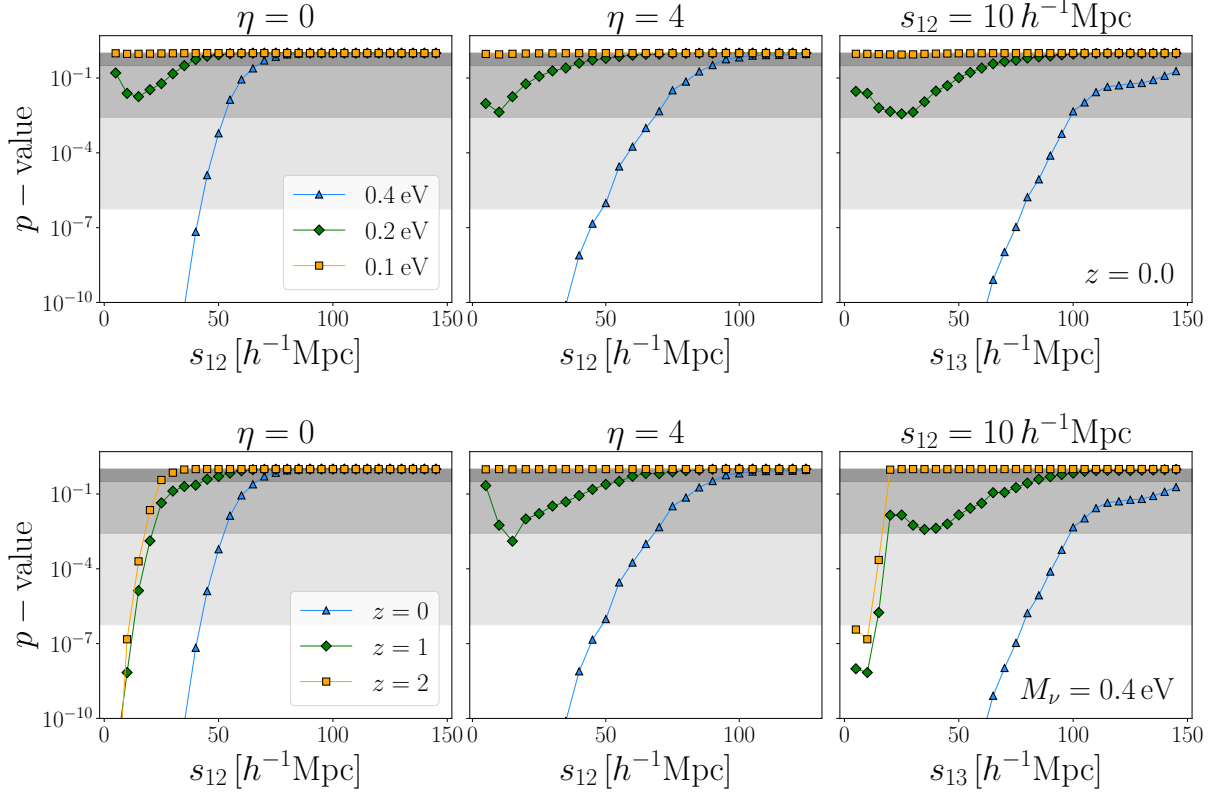 η = 0
η = 4
s₁₂ = 10 h⁻¹Mpc
p − value
10⁻¹
10⁻⁴
10⁻⁷
10⁻¹⁰
0.4 eV
0.2 eV
0.1 eV
z = 0.0
0 50 100 150
0 50 100
0 50 100 150
s₁₂ [h⁻¹Mpc]
s₁₂ [h⁻¹Mpc]
s₁₃ [h⁻¹Mpc]
η = 0
η = 4
s₁₂ = 10 h⁻¹Mpc
p − value
10⁻¹
10⁻⁴
10⁻⁷
10⁻¹⁰
z = 0
z = 1
z = 2
M_ν = 0.4 eV
0 50 100 150
0 50 100
0 50 100 150
s₁₂ [h⁻¹Mpc]
s₁₂ [h⁻¹Mpc]
s₁₃ [h⁻¹Mpc]